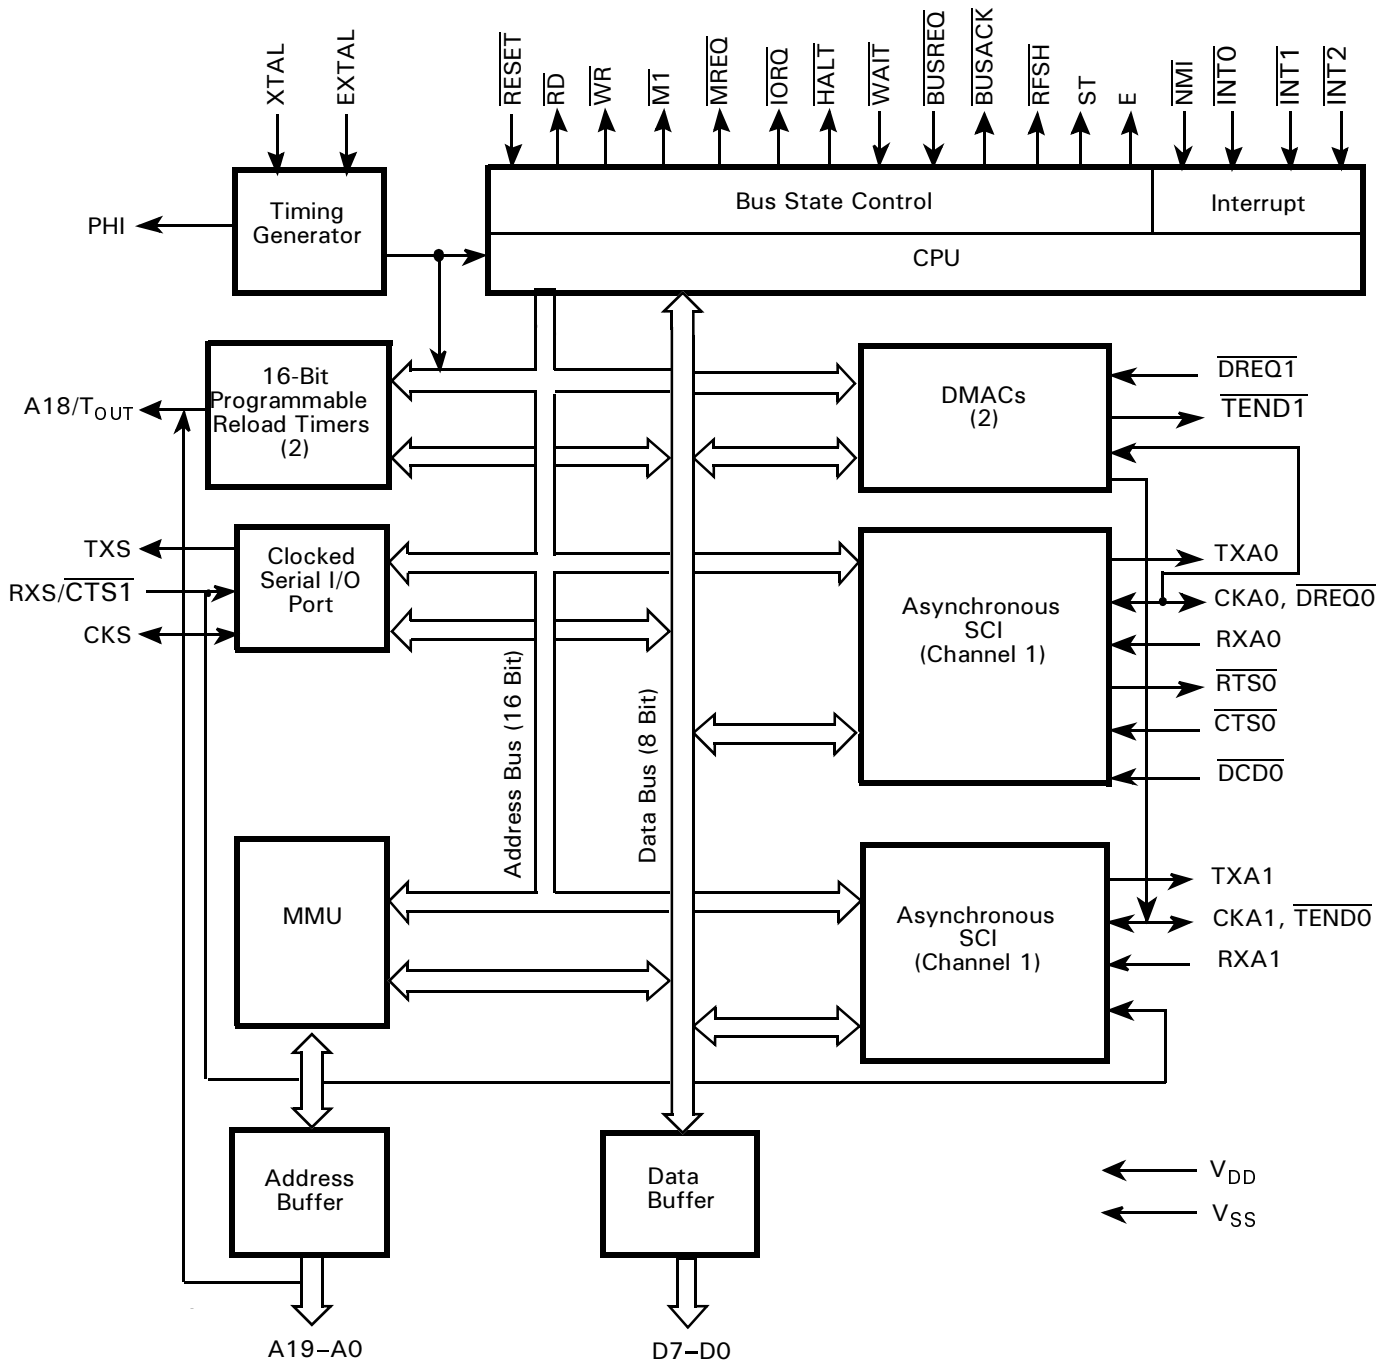 XTAL
EXTAL
RESET
RD
WR
M1
MREQ
IORQ
HALT
WAIT
BUSREQ
BUSACK
RFSH
ST
E
NMI
INT0
INT1
INT2
Timing
Generator
PHI
Bus State Control
Interrupt
CPU
16-Bit
Programmable
Reload Timers
(2)
A18/TOUT
DMACs
(2)
DREQ1
TEND1
TXS
RXS/CTS1
CKS
Clocked
Serial I/O
Port
Asynchronous
SCI
(Channel 1)
TXA0
CKA0, DREQ0
RXA0
RTS0
CTS0
DCD0
Address Bus (16 Bit)
Data Bus (8 Bit)
MMU
Asynchronous
SCI
(Channel 1)
TXA1
CKA1, TEND0
RXA1
Address
Buffer
Data
Buffer
VDD
VSS
A19–A0
D7–D0